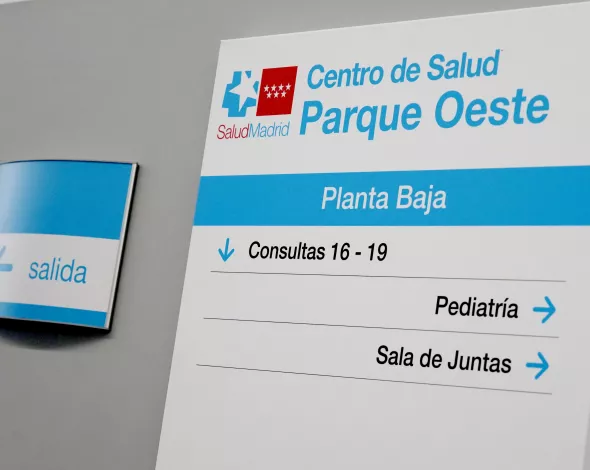 Centro de Salud
Parque Oeste
SaludMadrid
Planta Baja
Consultas 16 - 19
Pediatría
Sala de Juntas
salida